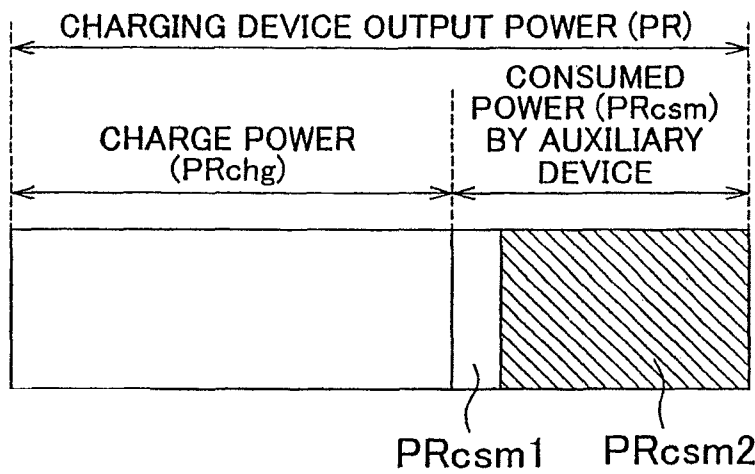 CHARGING DEVICE OUTPUT POWER (PR)
CHARGE POWER
(PRchg)
CONSUMED
POWER (PRcsm)
BY AUXILIARY
DEVICE
PRcsm1
PRcsm2